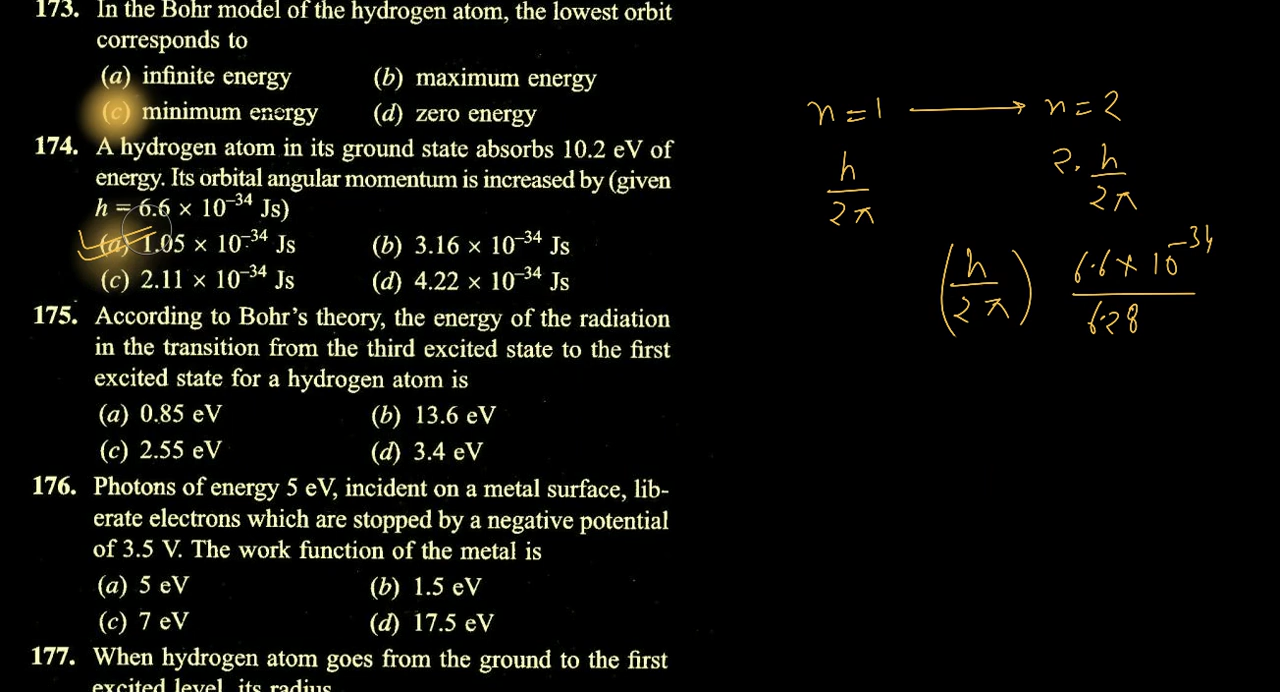 173. In the Bohr model of the hydrogen atom, the lowest orbit
corresponds to
(a) infinite energy (b) maximum energy
(c) minimum energy (d) zero energy
174. A hydrogen atom in its ground state absorbs 10.2 eV of
energy. Its orbital angular momentum is increased by (given
h = 6.6 × 10⁻³⁴ Js)
(a) 1.05 × 10⁻³⁴ Js (b) 3.16 × 10⁻³⁴ Js
(c) 2.11 × 10⁻³⁴ Js (d) 4.22 × 10⁻³⁴ Js
175. According to Bohr's theory, the energy of the radiation
in the transition from the third excited state to the first
excited state for a hydrogen atom is
(a) 0.85 eV (b) 13.6 eV
(c) 2.55 eV (d) 3.4 eV
176. Photons of energy 5 eV, incident on a metal surface, lib-
erate electrons which are stopped by a negative potential
of 3.5 V. The work function of the metal is
(a) 5 eV (b) 1.5 eV
(c) 7 eV (d) 17.5 eV
177. When hydrogen atom goes from the ground to the first
excited level, its radius
n=1 → n=2
h/2π 2. h/2π
(h/2π) 6.6×10⁻³⁴/6.28